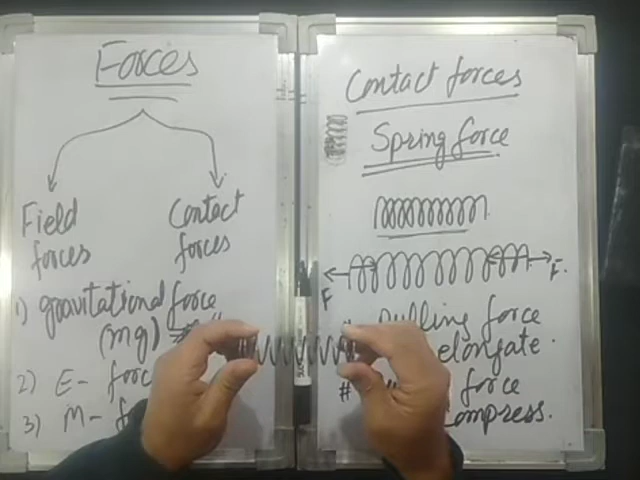 Forces
Field
forces
Contact
forces
1) gravitational force
(mg)
2) E- forc
3) M- f
Contact forces
Spring force
F
F
Pulling force
elongate.
# force
compress.